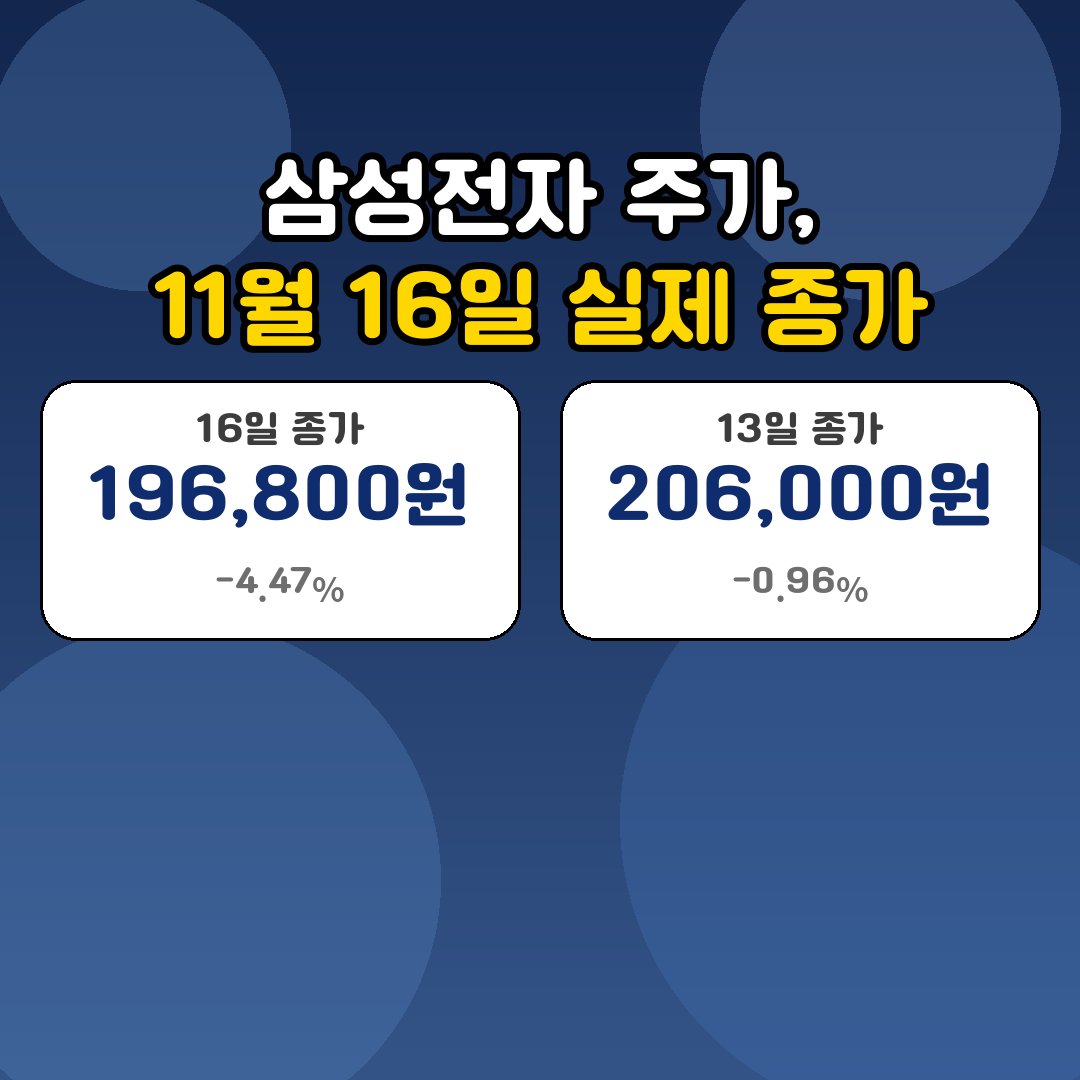 삼성전자 주가,
11월 16일 실제 종가
16일 종가
196,800원
-4.47%
13일 종가
206,000원
-0.96%